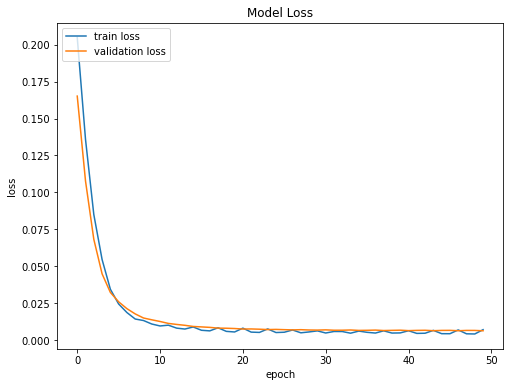 Model Loss
train loss
validation loss
0.200
0.175
0.150
0.125
0.100
0.075
0.050
0.025
0.000
loss
0 10 20 30 40 50
epoch